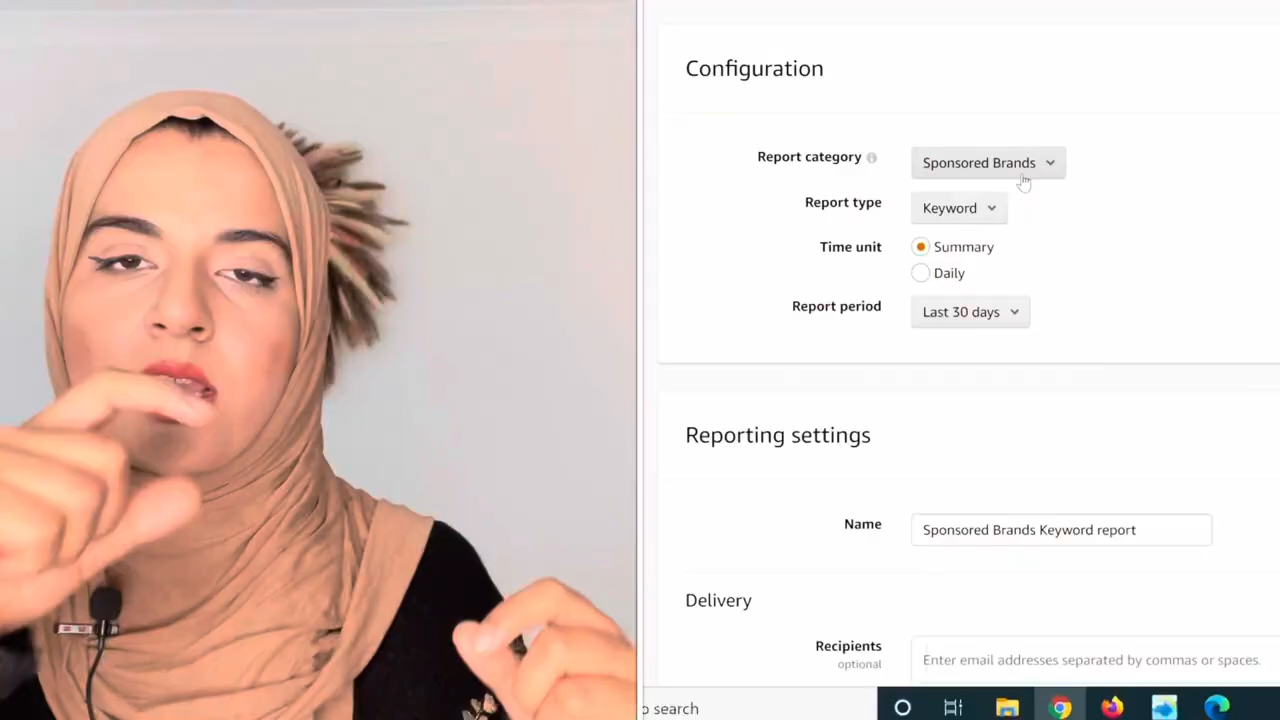 Configuration
Report category
Sponsored Brands
Report type
Keyword
Time unit
Summary
Daily
Report period
Last 30 days
Reporting settings
Name
Sponsored Brands Keyword report
Delivery
Recipients
optional
Enter email addresses separated by commas or spaces.
search